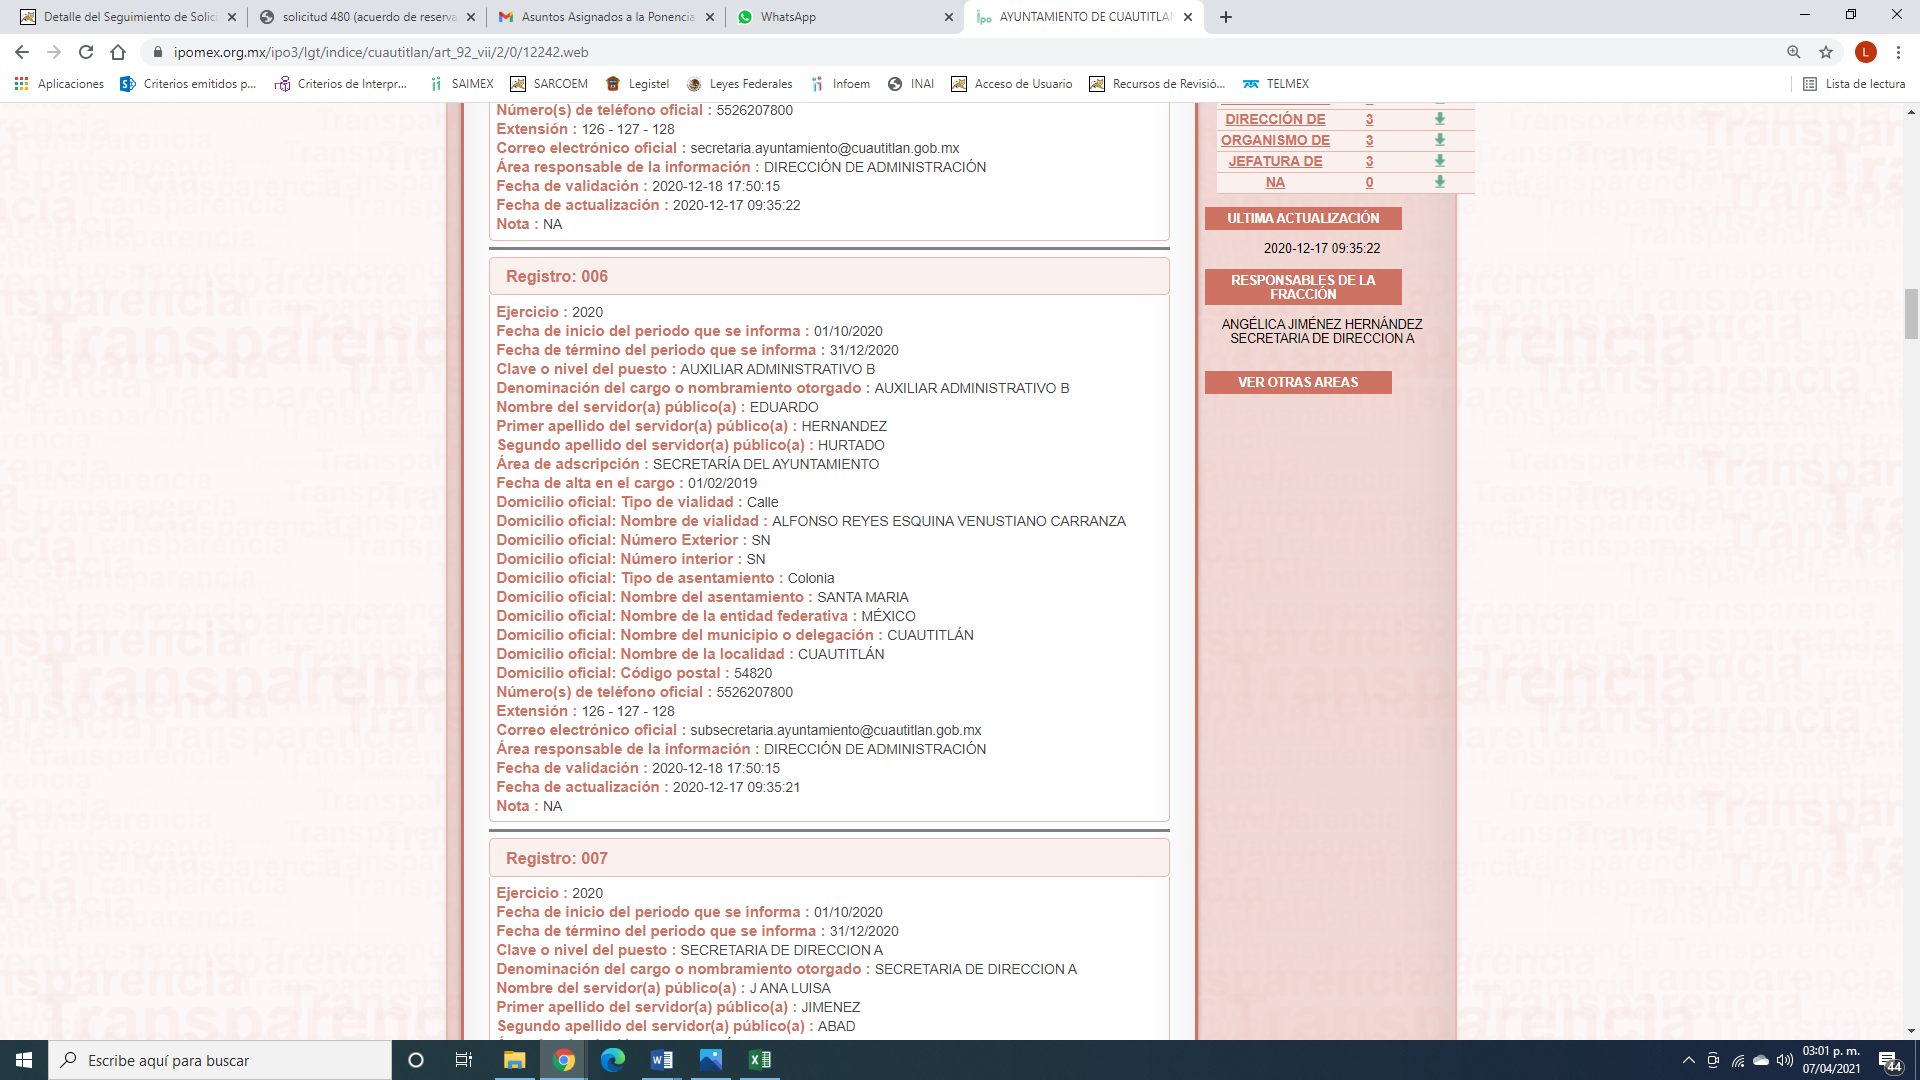 Detalle del Seguimiento de Solici
solicitud 480 (acuerdo de reserva
Asuntos Asignados a la Ponencia
WhatsApp
AYUNTAMIENTO DE CUAUTITLAN
ipomex.org.mx/ipo3/lgt/indice/cuautitlan/art_92_vii/2/0/12242.web
L
Aplicaciones
Criterios emitidos p...
Criterios de Interpr...
SAIMEX
SARCOEM
Legistel
Leyes Federales
Infoem
INAI
Acceso de Usuario
Recursos de Revisió...
TELMEX
Lista de lectura
Número(s) de teléfono oficial : 5526207800
Extensión : 126 - 127 - 128
Correo electrónico oficial : secretaria.ayuntamiento@cuautitlan.gob.mx
Área responsable de la información : DIRECCIÓN DE ADMINISTRACIÓN
Fecha de validación : 2020-12-18 17:50:15
Fecha de actualización : 2020-12-17 09:35:22
Nota : NA
Registro: 006
Ejercicio : 2020
Fecha de inicio del periodo que se informa : 01/10/2020
Fecha de término del periodo que se informa : 31/12/2020
Clave o nivel del puesto : AUXILIAR ADMINISTRATIVO B
Denominación del cargo o nombramiento otorgado : AUXILIAR ADMINISTRATIVO B
Nombre del servidor(a) público(a) : EDUARDO
Primer apellido del servidor(a) público(a) : HERNANDEZ
Segundo apellido del servidor(a) público(a) : HURTADO
Área de adscripción : SECRETARÍA DEL AYUNTAMIENTO
Fecha de alta en el cargo : 01/02/2019
Domicilio oficial: Tipo de vialidad : Calle
Domicilio oficial: Nombre de vialidad : ALFONSO REYES ESQUINA VENUSTIANO CARRANZA
Domicilio oficial: Número Exterior : SN
Domicilio oficial: Número interior : SN
Domicilio oficial: Tipo de asentamiento : Colonia
Domicilio oficial: Nombre del asentamiento : SANTA MARIA
Domicilio oficial: Nombre de la entidad federativa : MÉXICO
Domicilio oficial: Nombre del municipio o delegación : CUAUTITLÁN
Domicilio oficial: Nombre de la localidad : CUAUTITLÁN
Domicilio oficial: Código postal : 54820
Número(s) de teléfono oficial : 5526207800
Extensión : 126 - 127 - 128
Correo electrónico oficial : subsecretaria.ayuntamiento@cuautitlan.gob.mx
Área responsable de la información : DIRECCIÓN DE ADMINISTRACIÓN
Fecha de validación : 2020-12-18 17:50:15
Fecha de actualización : 2020-12-17 09:35:21
Nota : NA
Registro: 007
Ejercicio : 2020
Fecha de inicio del periodo que se informa : 01/10/2020
Fecha de término del periodo que se informa : 31/12/2020
Clave o nivel del puesto : SECRETARIA DE DIRECCION A
Denominación del cargo o nombramiento otorgado : SECRETARIA DE DIRECCION A
Nombre del servidor(a) público(a) : J ANA LUISA
Primer apellido del servidor(a) público(a) : JIMENEZ
Segundo apellido del servidor(a) público(a) : ABAD
DIRECCIÓN DE 3
ORGANISMO DE 3
JEFATURA DE 3
NA 0
ULTIMA ACTUALIZACIÓN
2020-12-17 09:35:22
RESPONSABLES DE LA
FRACCIÓN
ANGÉLICA JIMÉNEZ HERNÁNDEZ
SECRETARIA DE DIRECCION A
VER OTRAS AREAS
Escribe aquí para buscar
03:01 p. m.
07/04/2021
44